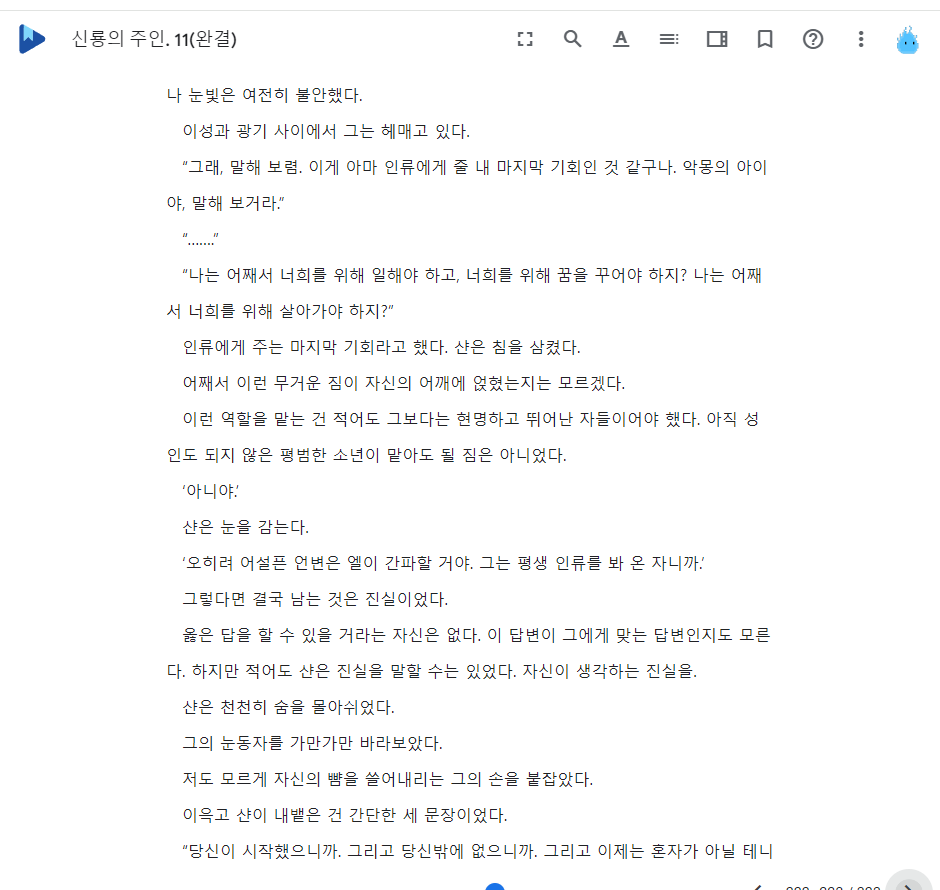 신룡의 주인. 11(완결)
나 눈빛은 여전히 불안했다.
이성과 광기 사이에서 그는 헤매고 있다.
“그래, 말해 보렴. 이게 아마 인류에게 줄 내 마지막 기회인 것 같구나. 악몽의 아이
야, 말해 보거라.”
“…….”
“나는 어째서 너희를 위해 일해야 하고, 너희를 위해 꿈을 꾸어야 하지? 나는 어째
서 너희를 위해 살아가야 하지?”
인류에게 주는 마지막 기회라고 했다. 샨은 침을 삼켰다.
어째서 이런 무거운 짐이 자신의 어깨에 얹혔는지는 모르겠다.
이런 역할을 맡는 건 적어도 그보다는 현명하고 뛰어난 자들이어야 했다. 아직 성
인도 되지 않은 평범한 소년이 맡아도 될 짐은 아니었다.
‘아니야.’
샨은 눈을 감는다.
‘오히려 어설픈 언변은 엘이 간파할 거야. 그는 평생 인류를 봐 온 자니까.’
그렇다면 결국 남는 것은 진실이었다.
옳은 답을 할 수 있을 거라는 자신은 없다. 이 답변이 그에게 맞는 답변인지도 모른
다. 하지만 적어도 샨은 진실을 말할 수는 있었다. 자신이 생각하는 진실을.
샨은 천천히 숨을 몰아쉬었다.
그의 눈동자를 가만가만 바라보았다.
저도 모르게 자신의 뺨을 쓸어내리는 그의 손을 붙잡았다.
이윽고 샨이 내뱉은 건 간단한 세 문장이었다.
“당신이 시작했으니까. 그리고 당신밖에 없으니까. 그리고 이제는 혼자가 아닐 테니